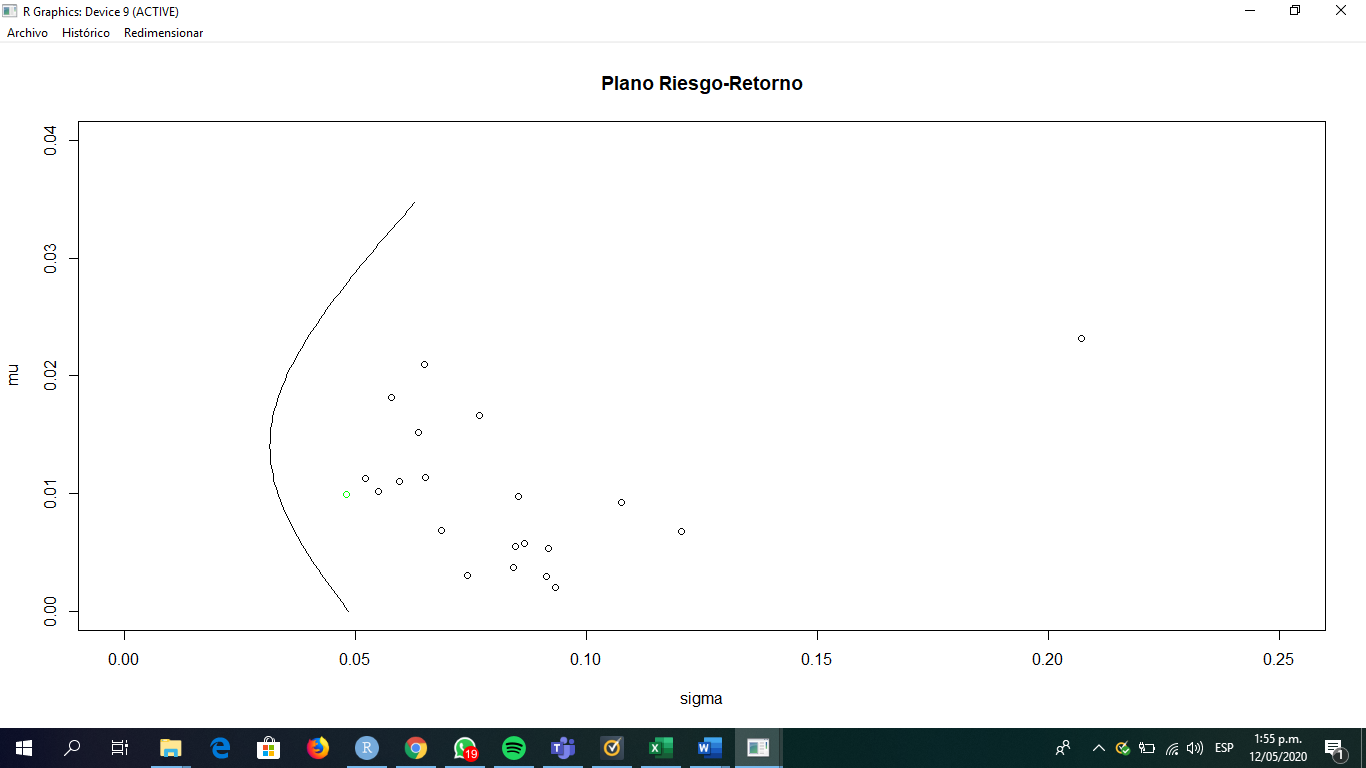 R Graphics: Device 9 (ACTIVE)
Archivo Histórico Redimensionar
Plano Riesgo-Retorno
mu
0.04
0.03
0.02
0.01
0.00
0.00 0.05 0.10 0.15 0.20 0.25
sigma
R
19
X
W
ESP
1:55 p.m.
12/05/2020
1